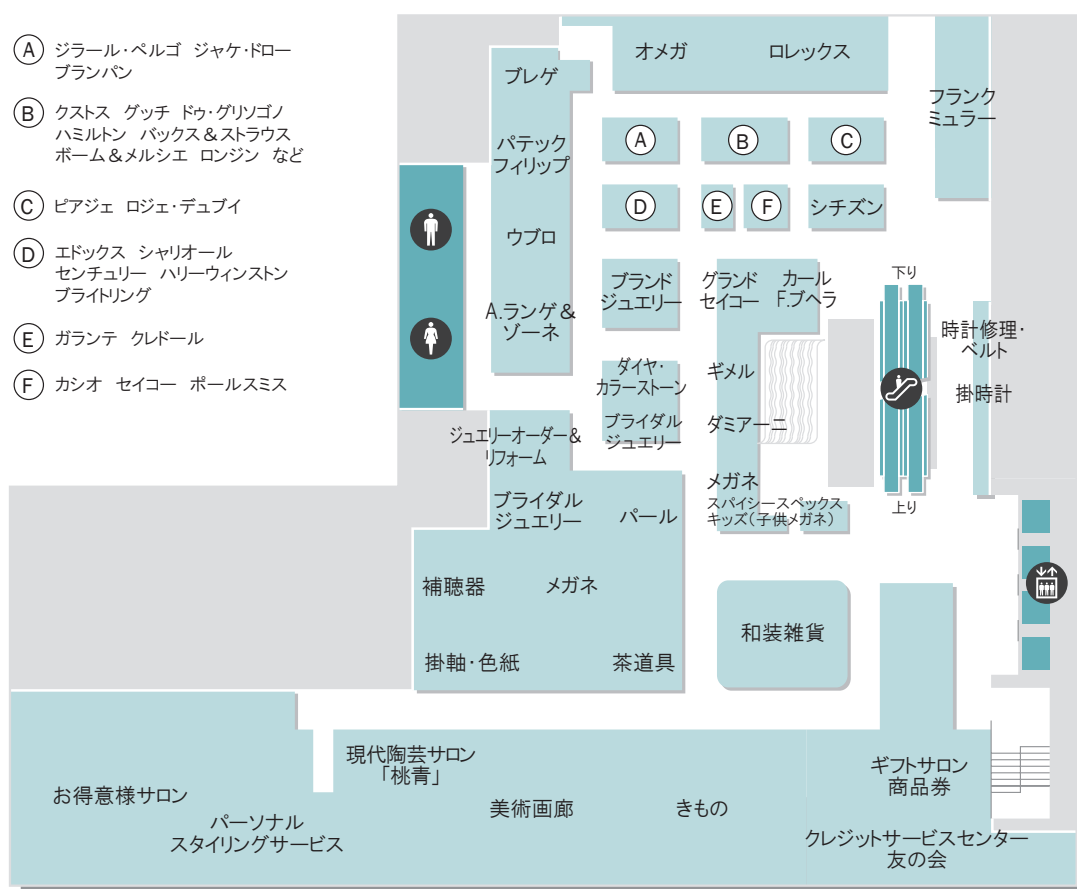 A ジラール・ペルゴ ジャケ・ドロー
ブランパン
B クストス グッチ ドゥ・グリソゴノ
ハミルトン バックス&ストラウス
ボーム&メルシエ ロンジン など
C ピアジェ ロジェ・デュブイ
D エドックス シャリオール
センチュリー ハリーウィンストン
ブライトリング
E ガランテ クレドール
F カシオ セイコー ポールスミス
オメガ
ロレックス
ブレゲ
フランク
ミュラー
パテック
フィリップ
A
B
C
D
E
F
シチズン
ウブロ
ブランド
ジュエリー
グランド
セイコー
カール
F.ブヘラ
下り
A.ランゲ&
ゾーネ
時計修理・
ベルト
ダイヤ・
カラーストーン
ギメル
掛時計
ブライダル
ジュエリー
ダミアーニ
ジュエリーオーダー&
リフォーム
メガネ
スパイシースペックス
キッズ(子供メガネ)
上り
ブライダル
ジュエリー
パール
補聴器
メガネ
和装雑貨
掛軸・色紙
茶道具
現代陶芸サロン
「桃青」
ギフトサロン
商品券
お得意様サロン
美術画廊
きもの
パーソナル
スタイリングサービス
クレジットサービスセンター
友の会